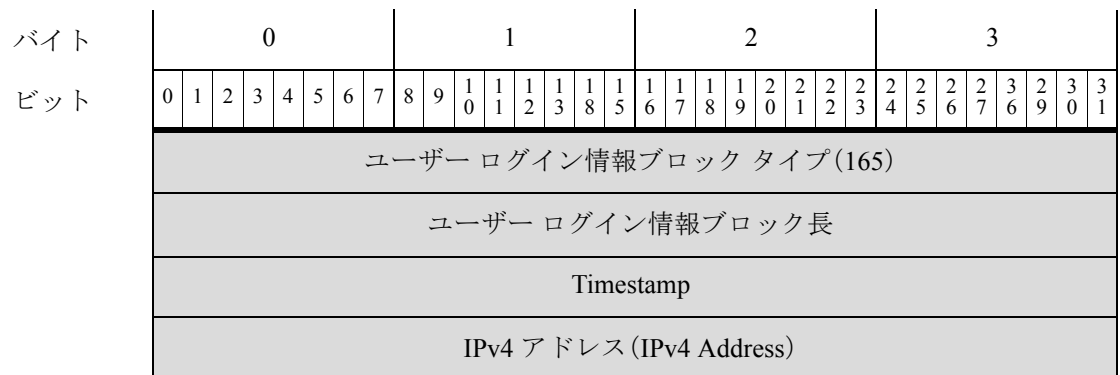 バイト 0 1 2 3
ビット 0 1 2 3 4 5 6 7 8 9 10 11 12 13 18 15 16 17 18 19 20 21 22 23 24 25 26 27 36 29 30 31
ユーザー ログイン情報ブロック タイプ(165)
ユーザー ログイン情報ブロック長
Timestamp
IPv4 アドレス(IPv4 Address)